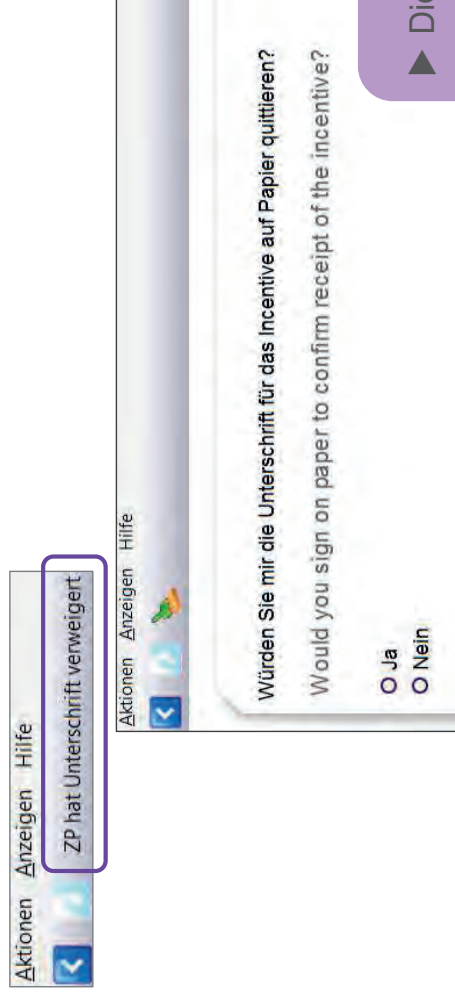 Aktionen Anzeigen Hilfe
ZP hat Unterschrift verweigert
Aktionen Anzeigen Hilfe
Würden Sie mir die Unterschrift für das Incentive auf Papier quittieren?
Would you sign on paper to confirm receipt of the incentive?
Ja
Nein
▶ Die